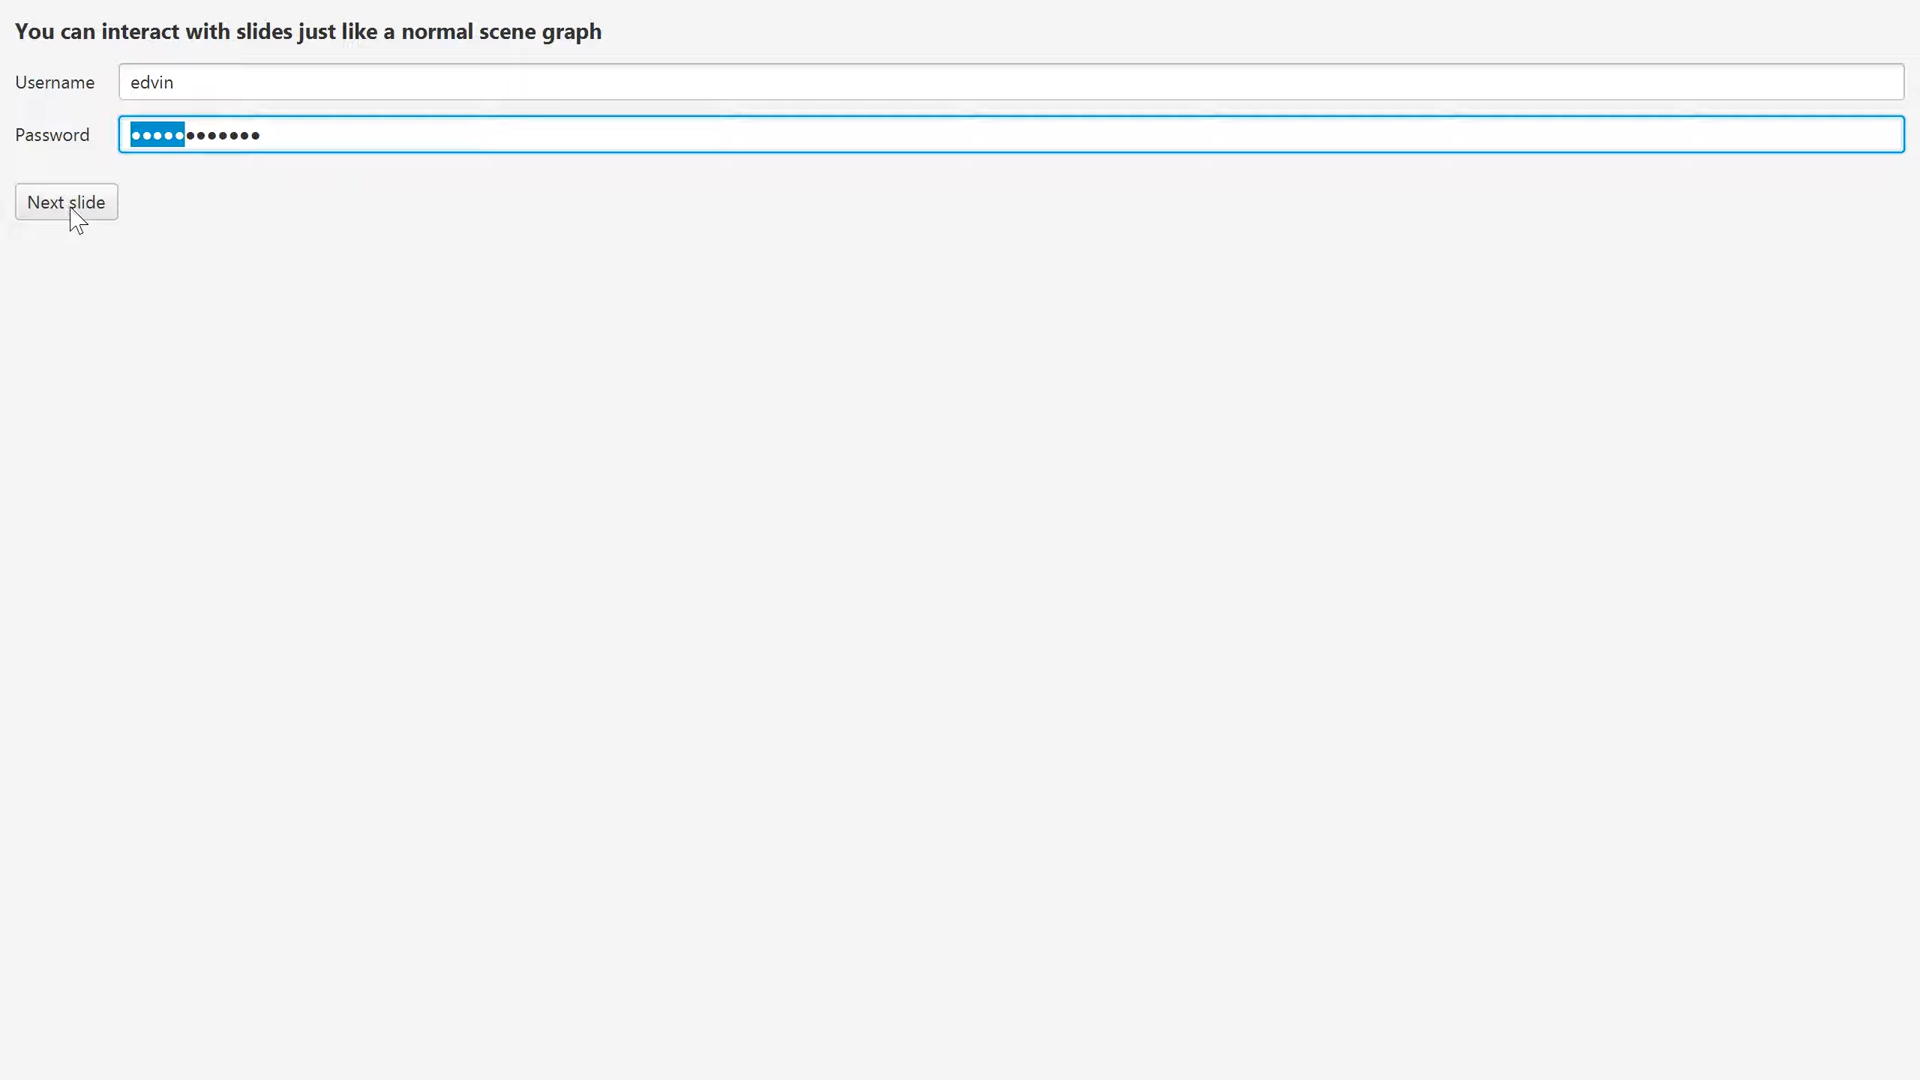 You can interact with slides just like a normal scene graph
Username edvin
Password ••••••••••••
Next slide